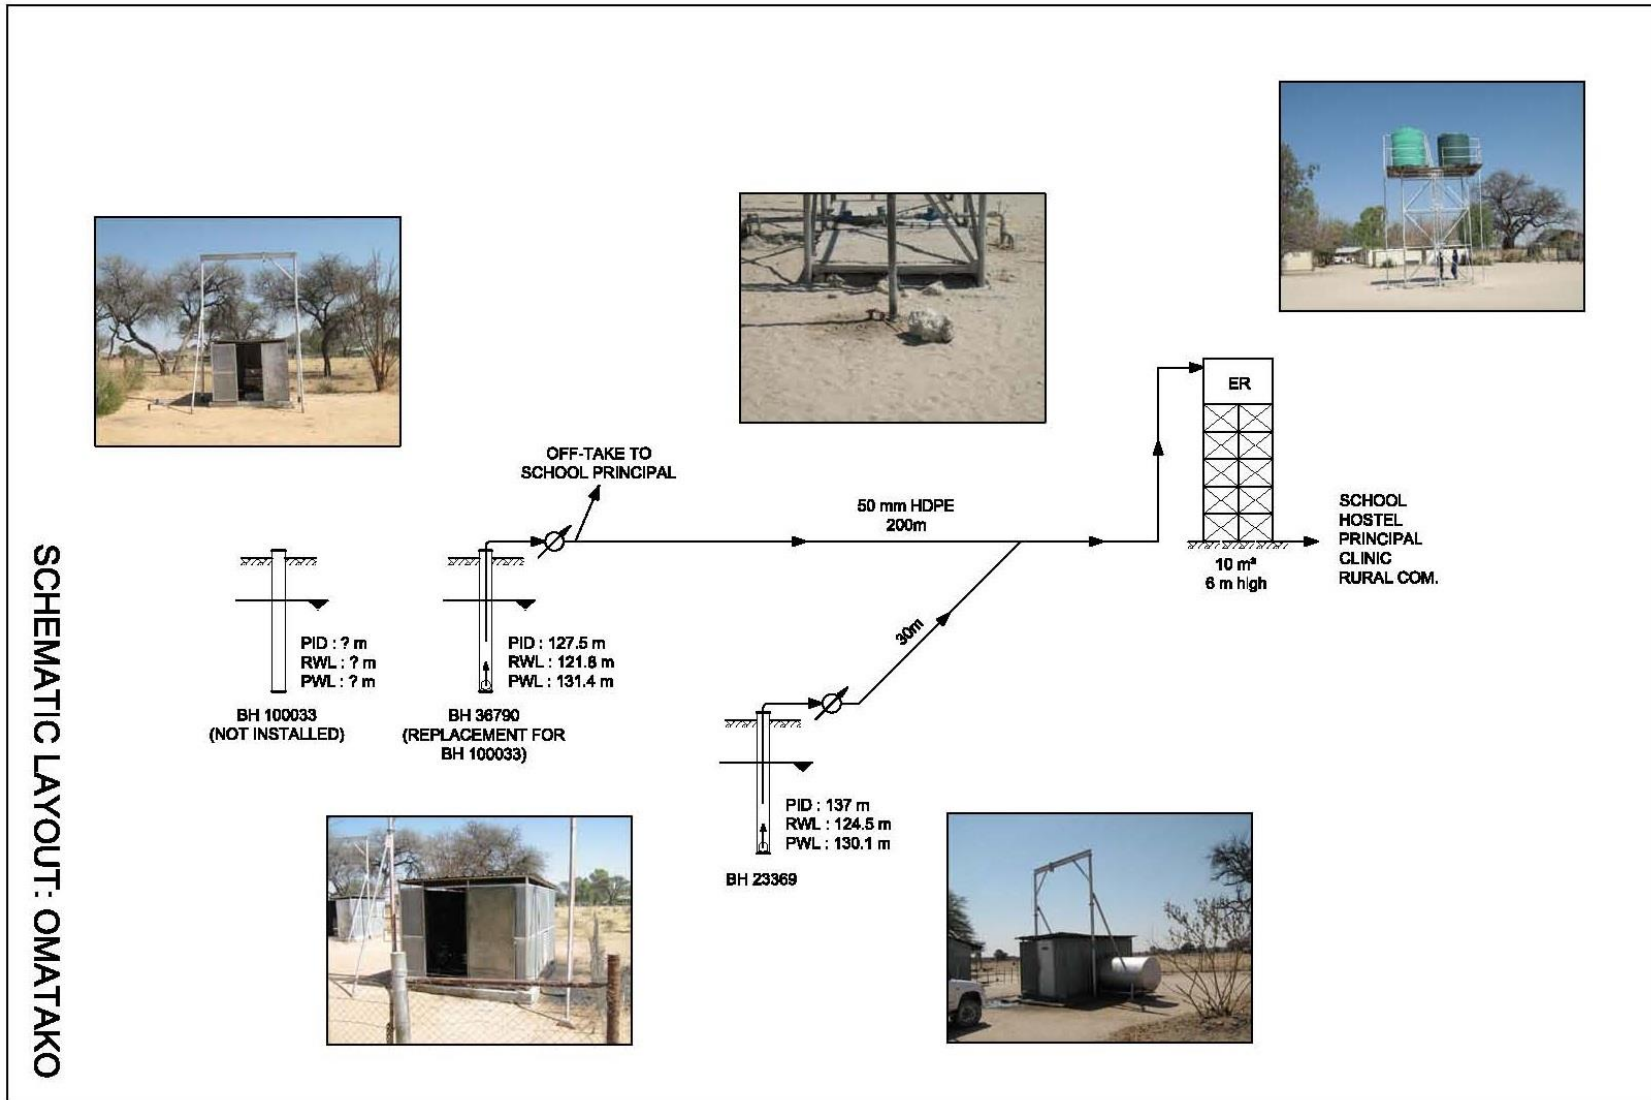 SCHEMATIC LAYOUT: OMATAKO
OFF-TAKE TO
SCHOOL PRINCIPAL
50 mm HDPE
200m
ER
10 m³
6 m high
SCHOOL
HOSTEL
PRINCIPAL
CLINIC
RURAL COM.
PID : ? m
RWL : ? m
PWL : ? m
BH 100033
(NOT INSTALLED)
PID : 127.5 m
RWL : 121.8 m
PWL : 131.4 m
BH 36790
(REPLACEMENT FOR
BH 100033)
30m
PID : 137 m
RWL : 124.5 m
PWL : 130.1 m
BH 23369